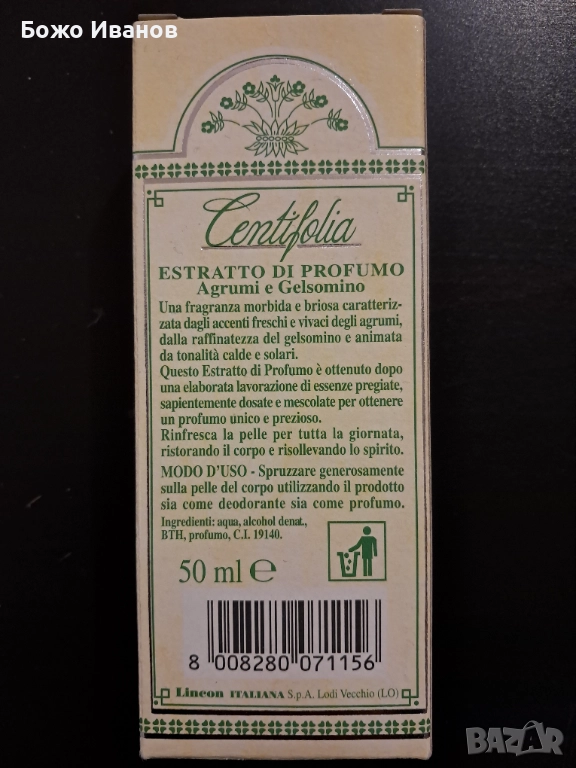 Божо Иванов
Centifolia
ESTRATTO DI PROFUMO
Agrumi e Gelsomino
Una fragranza morbida e briosa caratteriz-
zata dagli accenti freschi e vivaci degli agrumi,
dalla raffinatezza del gelsomino e animata
da tonalità calde e solari.
Questo Estratto di Profumo è ottenuto dopo
una elaborata lavorazione di essenze pregiate,
sapientemente dosate e mescolate per ottenere
un profumo unico e prezioso.
Rinfresca la pelle per tutta la giornata,
ristorando il corpo e risollevando lo spirito.
MODO D'USO - Spruzzare generosamente
sulla pelle del corpo utilizzando il prodotto
sia come deodorante sia come profumo.
Ingredienti: aqua, alcohol denat.,
BTH, profumo, C.I. 19140.
50 ml e
8 008280 071156
Lincon ITALIANA S.p.A. Lodi Vecchio (LO)
BAZAR